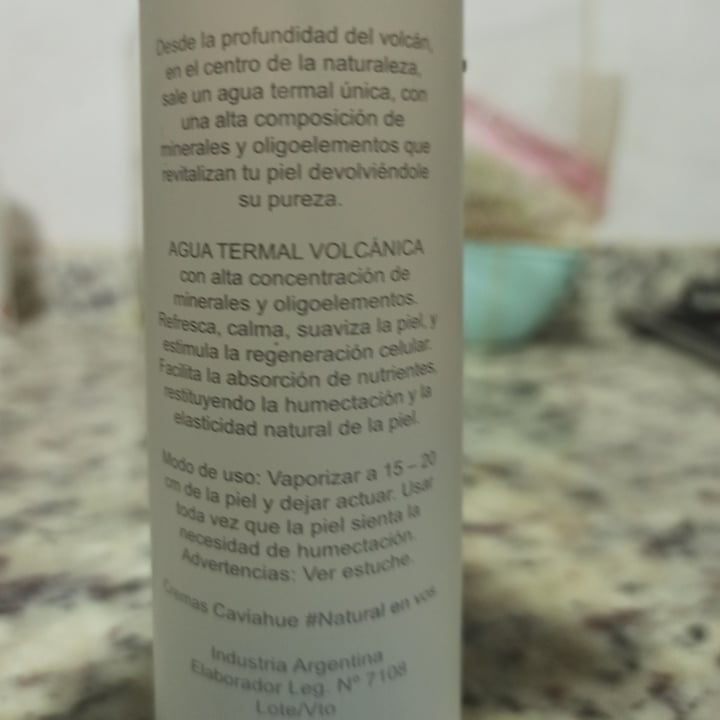 Desde la profundidad del volcán,
en el centro de la naturaleza,
sale un agua termal única, con
una alta composición de
minerales y oligoelementos que
revitalizan tu piel devolviéndole
su pureza.
AGUA TERMAL VOLCÁNICA
con alta concentración de
minerales y oligoelementos.
Refresca, calma, suaviza la piel, y
estimula la regeneración celular.
Facilita la absorción de nutrientes,
restituyendo la humectación y la
elasticidad natural de la piel.
Modo de uso: Vaporizar a 15 – 20
cm de la piel y dejar actuar. Usar
toda vez que la piel sienta la
necesidad de humectación.
Advertencias: Ver estuche.
Cremas Caviahue #Natural en vos
Industria Argentina
Elaborador Leg. N° 7108
Lote/Vto